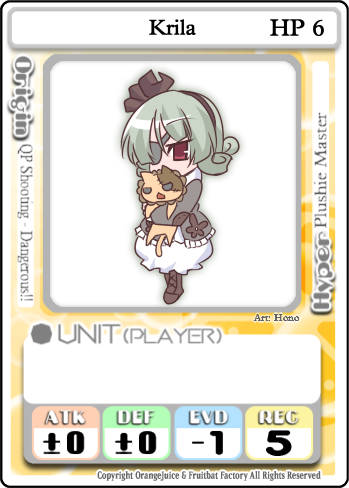 Krila
HP 6
Origin
QP Shooting - Dangerous!!
Hyper Plushie Master
Art: Hono
UNIT(PLAYER)
ATK DEF EVD REC
±0 ±0 -1 5
Copyright OrangeJuice & Fruitbat Factory All Rights Reserved